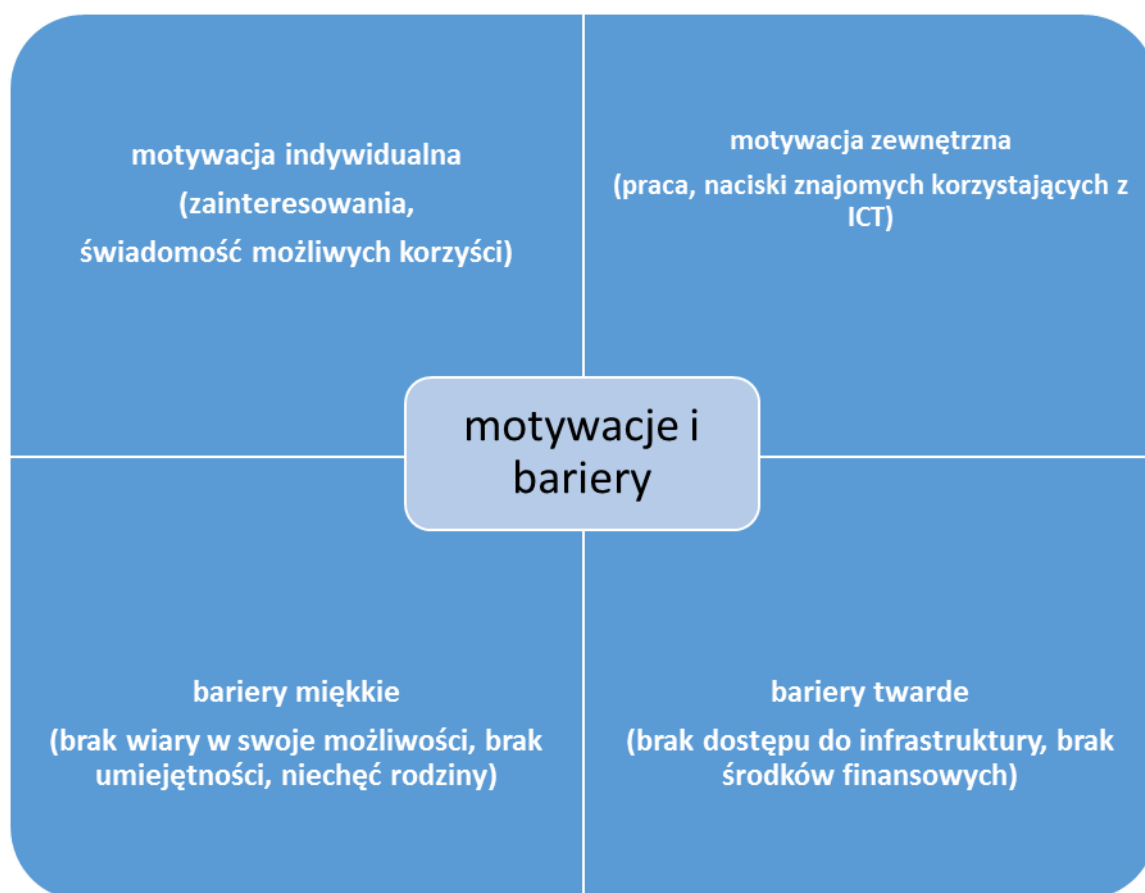 motywacja indywidualna
(zainteresowania,
świadomość możliwych korzyści)
motywacja zewnętrzna
(praca, naciski znajomych korzystających z
ICT)
motywacje i
bariery
bariery miękkie
(brak wiary w swoje możliwości, brak
umiejętności, niechęć rodziny)
bariery twarde
(brak dostępu do infrastruktury, brak
środków finansowych)